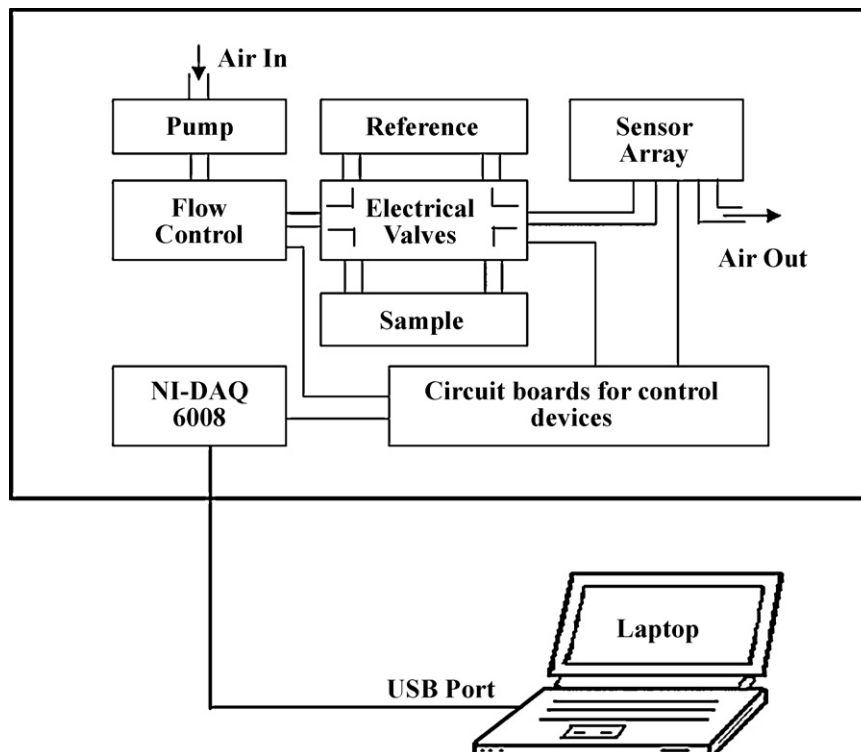 Air In
Pump
Reference
Sensor
Array
Flow
Control
Electrical
Valves
Air Out
Sample
NI-DAQ
6008
Circuit boards for control
devices
Laptop
USB Port